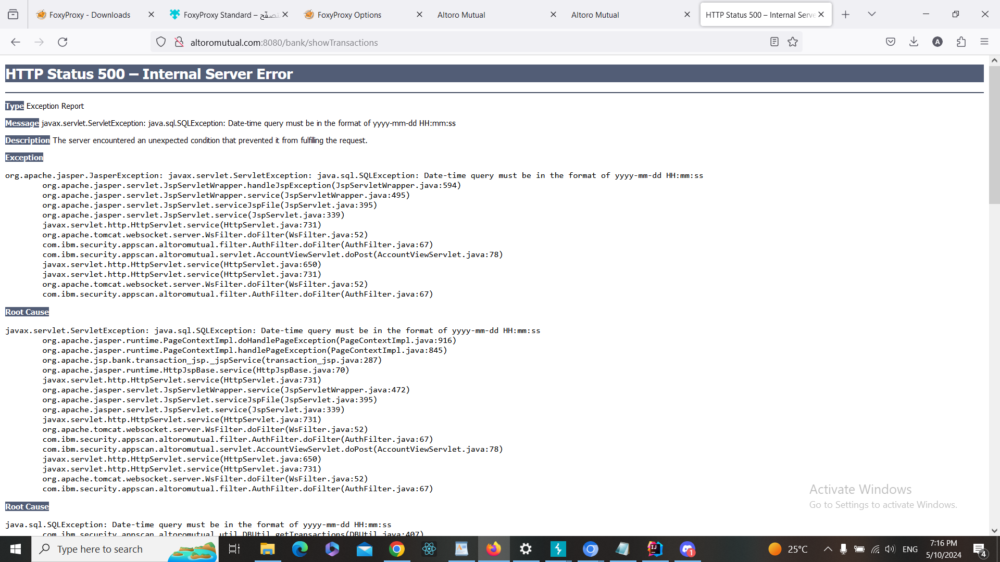 FoxyProxy - Downloads
FoxyProxy Standard –
FoxyProxy Options
Altoro Mutual
Altoro Mutual
HTTP Status 500 – Internal Serve
altoromutual.com:8080/bank/showTransactions
A
HTTP Status 500 – Internal Server Error
Type Exception Report
Message javax.servlet.ServletException: java.sql.SQLException: Date-time query must be in the format of yyyy-mm-dd HH:mm:ss
Description The server encountered an unexpected condition that prevented it from fulfilling the request.
Exception
org.apache.jasper.JasperException: javax.servlet.ServletException: java.sql.SQLException: Date-time query must be in the format of yyyy-mm-dd HH:mm:ss
org.apache.jasper.servlet.JspServletWrapper.handleJspException(JspServletWrapper.java:594)
org.apache.jasper.servlet.JspServletWrapper.service(JspServletWrapper.java:495)
org.apache.jasper.servlet.JspServlet.serviceJspFile(JspServlet.java:395)
org.apache.jasper.servlet.JspServlet.service(JspServlet.java:339)
javax.servlet.http.HttpServlet.service(HttpServlet.java:731)
org.apache.tomcat.websocket.server.WsFilter.doFilter(WsFilter.java:52)
com.ibm.security.appscan.altoromutual.filter.AuthFilter.doFilter(AuthFilter.java:67)
com.ibm.security.appscan.altoromutual.servlet.AccountViewServlet.doPost(AccountViewServlet.java:78)
javax.servlet.http.HttpServlet.service(HttpServlet.java:650)
javax.servlet.http.HttpServlet.service(HttpServlet.java:731)
org.apache.tomcat.websocket.server.WsFilter.doFilter(WsFilter.java:52)
com.ibm.security.appscan.altoromutual.filter.AuthFilter.doFilter(AuthFilter.java:67)
Root Cause
javax.servlet.ServletException: java.sql.SQLException: Date-time query must be in the format of yyyy-mm-dd HH:mm:ss
org.apache.jasper.runtime.PageContextImpl.doHandlePageException(PageContextImpl.java:916)
org.apache.jasper.runtime.PageContextImpl.handlePageException(PageContextImpl.java:845)
org.apache.jsp.bank.transaction_jsp._jspService(transaction_jsp.java:287)
org.apache.jasper.runtime.HttpJspBase.service(HttpJspBase.java:70)
javax.servlet.http.HttpServlet.service(HttpServlet.java:731)
org.apache.jasper.servlet.JspServletWrapper.service(JspServletWrapper.java:472)
org.apache.jasper.servlet.JspServlet.serviceJspFile(JspServlet.java:395)
org.apache.jasper.servlet.JspServlet.service(JspServlet.java:339)
javax.servlet.http.HttpServlet.service(HttpServlet.java:731)
org.apache.tomcat.websocket.server.WsFilter.doFilter(WsFilter.java:52)
com.ibm.security.appscan.altoromutual.filter.AuthFilter.doFilter(AuthFilter.java:67)
com.ibm.security.appscan.altoromutual.servlet.AccountViewServlet.doPost(AccountViewServlet.java:78)
javax.servlet.http.HttpServlet.service(HttpServlet.java:650)
javax.servlet.http.HttpServlet.service(HttpServlet.java:731)
org.apache.tomcat.websocket.server.WsFilter.doFilter(WsFilter.java:52)
com.ibm.security.appscan.altoromutual.filter.AuthFilter.doFilter(AuthFilter.java:67)
Root Cause
java.sql.SQLException: Date-time query must be in the format of yyyy-mm-dd HH:mm:ss
com.ibm.security.appscan.altoromutual.util.DBUtil.getTransactions(DBUtil.java:407)
Activate Windows
Go to Settings to activate Windows.
Type here to search
1
25°C
ENG
7:16 PM
5/10/2024
4